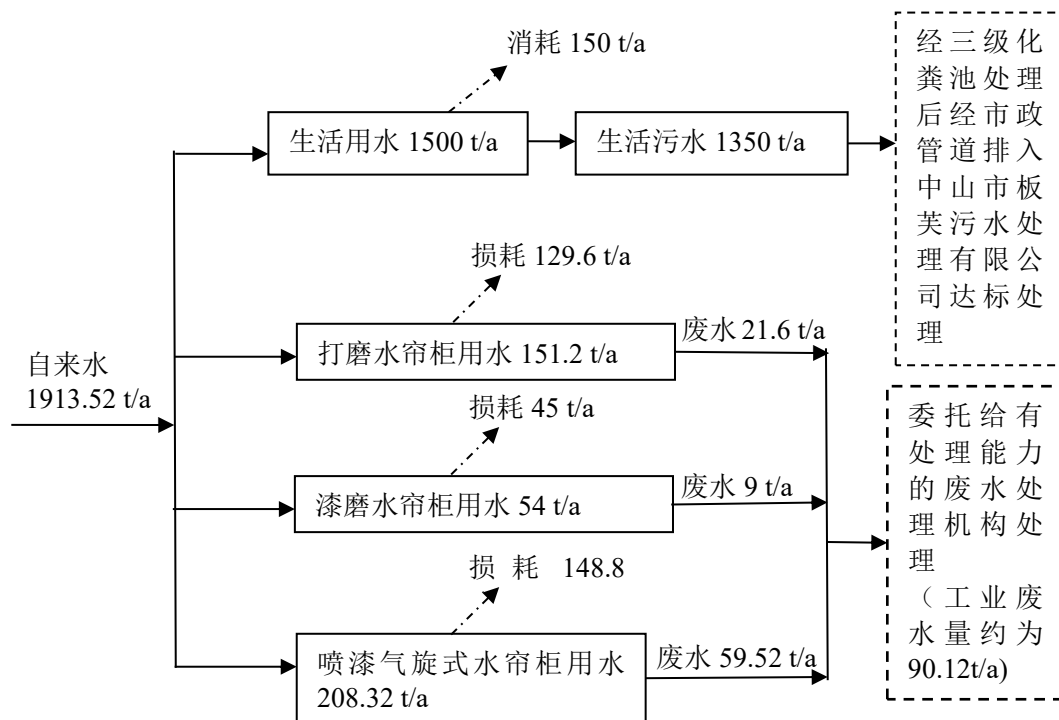 消耗 150 t/a
生活用水 1500 t/a
生活污水 1350 t/a
经三级化
粪池处理
后经市政
管道排入
中山市板
芙污水处
理有限公
司达标处
理
损耗 129.6 t/a
打磨水帘柜用水 151.2 t/a
废水 21.6 t/a
自来水
1913.52 t/a
损耗 45 t/a
漆磨水帘柜用水 54 t/a
废水 9 t/a
损 耗 148.8
喷漆气旋式水帘柜用水
208.32 t/a
废水 59.52 t/a
委托给有
处理能力
的废水处
理机构处
理
（工业废
水量约为
90.12t/a)